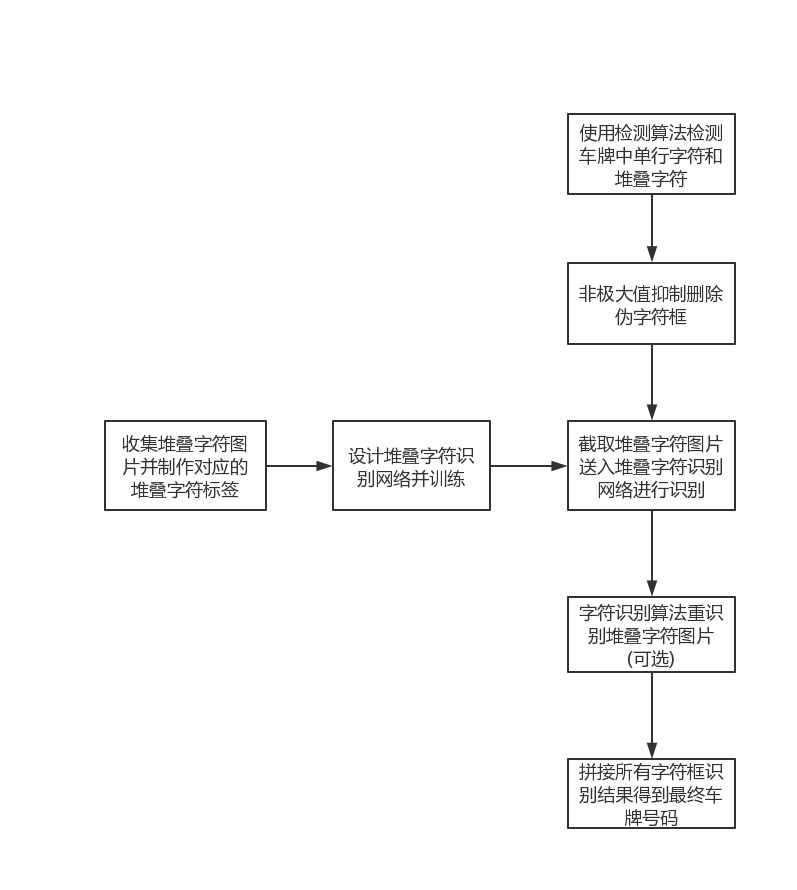 使用检测算法检测
车牌中单行字符和
堆叠字符
非极大值抑制删除
伪字符框
收集堆叠字符图
片并制作对应的
堆叠字符标签
设计堆叠字符识
别网络并训练
截取堆叠字符图片
送入堆叠字符识别
网络进行识别
字符识别算法重识
别堆叠字符图片
(可选)
拼接所有字符框识
别结果得到最终车
牌号码